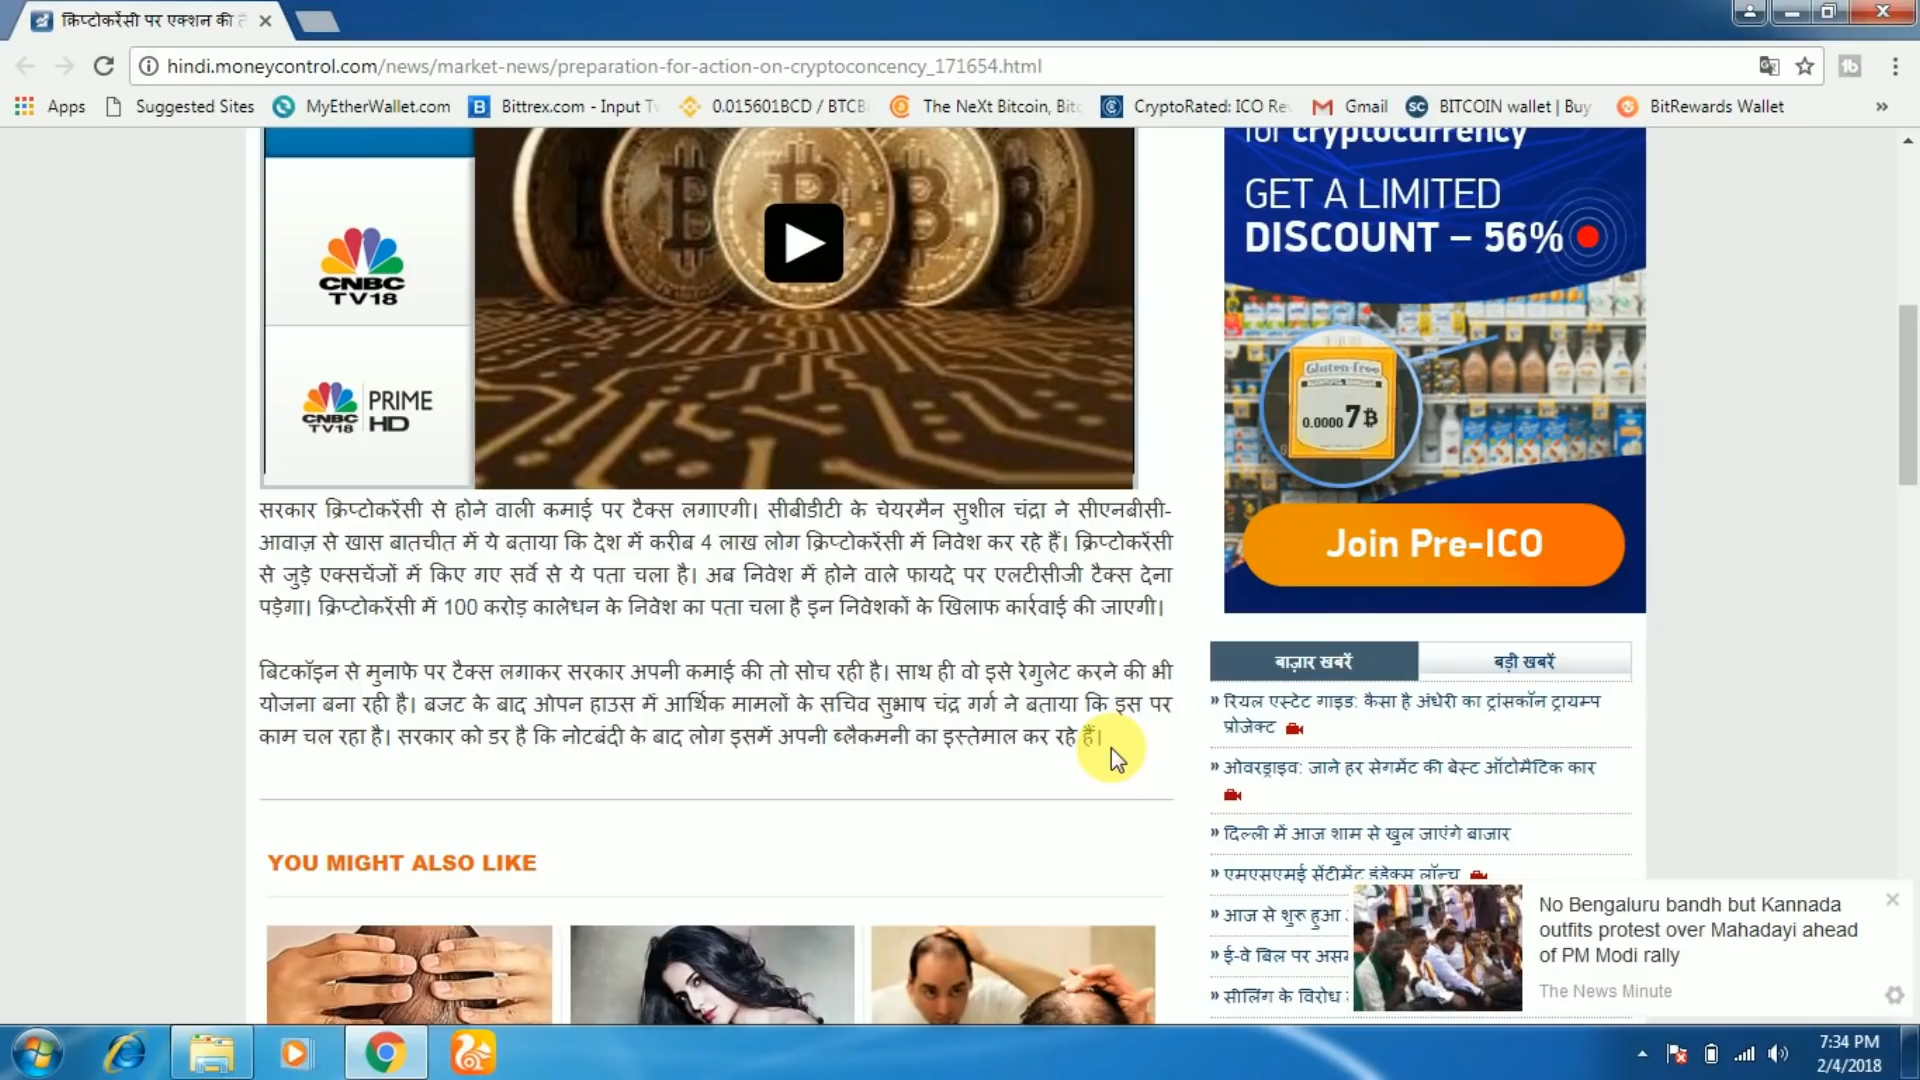 क्रिप्टोकरेंसी पर एक्शन की
hindi.moneycontrol.com/news/market-news/preparation-for-action-on-cryptoconcency_171654.html
Apps Suggested Sites MyEtherWallet.com Bittrex.com - Input 0.015601BCD / BTCB The NeXt Bitcoin, Bitc CryptoRated: ICO Re Gmail BITCOIN wallet | Buy BitRewards Wallet »
for cryptocurrency
GET A LIMITED
DISCOUNT – 56%
CNBC
TV18
CNBC
TV18
PRIME
HD
Gluten-free
0.00007฿
Join Pre-ICO
सरकार क्रिप्टोकरेंसी से होने वाली कमाई पर टैक्स लगाएगी। सीबीडीटी के चेयरमैन सुशील चंद्रा ने सीएनबीसी-
आवाज़ से खास बातचीत में ये बताया कि देश में करीब 4 लाख लोग क्रिप्टोकरेंसी में निवेश कर रहे हैं। क्रिप्टोकरेंसी
से जुड़े एक्सचेंजों में किए गए सर्वे से ये पता चला है। अब निवेश में होने वाले फायदे पर एलटीसीजी टैक्स देना
पड़ेगा। क्रिप्टोकरेंसी में 100 करोड़ कालेधन के निवेश का पता चला है इन निवेशकों के खिलाफ कार्रवाई की जाएगी।
बिटकॉइन से मुनाफे पर टैक्स लगाकर सरकार अपनी कमाई की तो सोच रही है। साथ ही वो इसे रेगुलेट करने की भी
योजना बना रही है। बजट के बाद ओपन हाउस में आर्थिक मामलों के सचिव सुभाष चंद्र गर्ग ने बताया कि इस पर
काम चल रहा है। सरकार को डर है कि नोटबंदी के बाद लोग इसमें अपनी ब्लैकमनी का इस्तेमाल कर रहे हैं।
YOU MIGHT ALSO LIKE
बाज़ार खबरें बड़ी खबरें
» रियल एस्टेट गाइड: कैसा है अंधेरी का ट्रांसकॉन ट्रायम्प
प्रोजेक्ट
» ओवरड्राइव: जाने हर सेगमेंट की बेस्ट ऑटोमैटिक कार
» दिल्ली में आज शाम से खुल जाएंगे बाजार
» एमएसएमई सेंटीमेंट इंडेक्स लॉन्च
» आज से शुरू हुआ
» ई-वे बिल पर
» सीलिंग के विरोध
No Bengaluru bandh but Kannada
outfits protest over Mahadayi ahead
of PM Modi rally
The News Minute
7:34 PM
2/4/2018